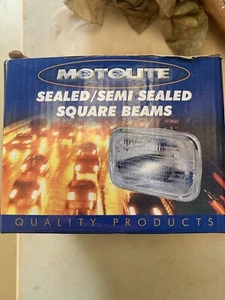 MOTOLITE
SEALED/SEMI SEALED
SQUARE BEAMS
QUALITY PRODUCTS